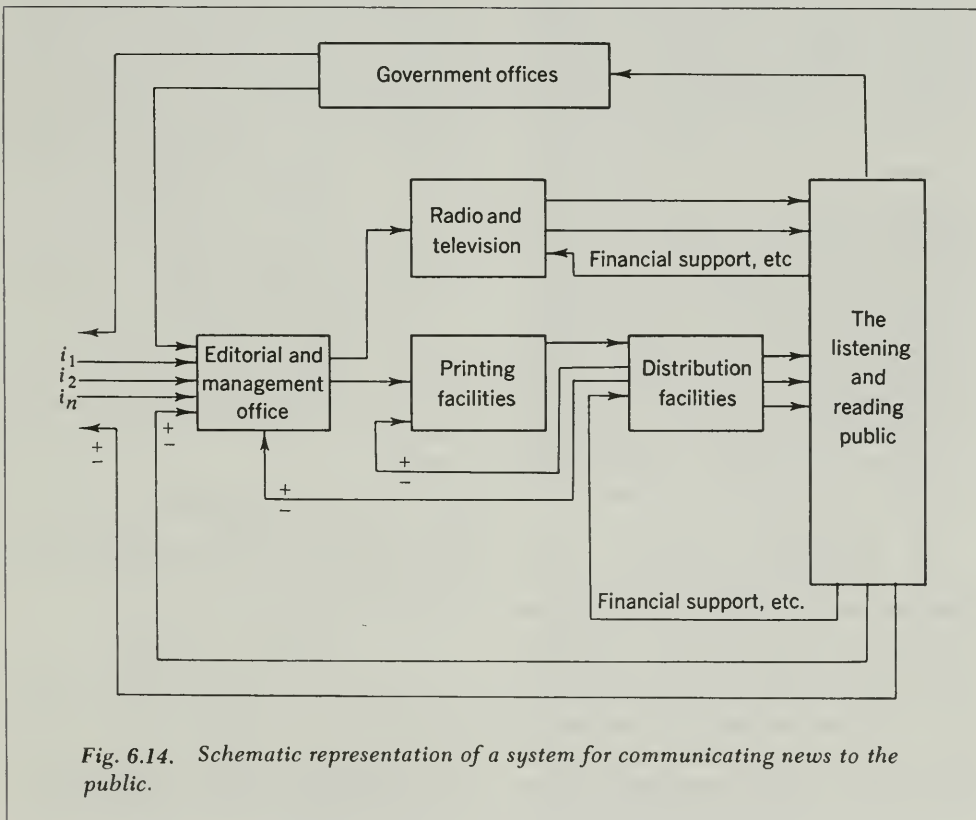 Government offices
Radio and
television
Financial support, etc
i1
i2
in
Editorial and
management
office
Printing
facilities
Distribution
facilities
The
listening
and
reading
public
+
−
+
−
+
−
+
−
Financial support, etc.
Fig. 6.14. Schematic representation of a system for communicating news to the
public.